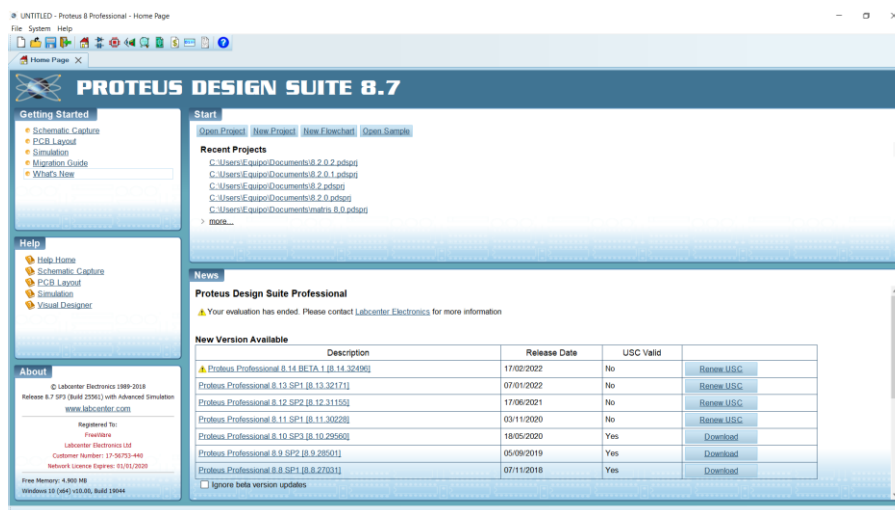 UNTITLED - Proteus 8 Professional - Home Page
File System Help
Home Page
PROTEUS DESIGN SUITE 8.7
Getting Started
Schematic Capture
PCB Layout
Simulation
Migration Guide
What's New
Start
Open Project New Project New Flowchart Open Sample
Recent Projects
C:\Users\Equipo\Documents\8.2.0.2.pdsprj
C:\Users\Equipo\Documents\8.2.0.1.pdsprj
C:\Users\Equipo\Documents\8.2.pdsprj
C:\Users\Equipo\Documents\8.2.0.pdsprj
C:\Users\Equipo\Documents\matris 8.0.pdsprj
> more...
Help
Help Home
Schematic Capture
PCB Layout
Simulation
Visual Designer
News
Proteus Design Suite Professional
Your evaluation has ended. Please contact Labcenter Electronics for more information
New Version Available
Description Release Date USC Valid
Proteus Professional 8.14 BETA 1 [8.14.32496] 17/02/2022 No Renew USC
Proteus Professional 8.13 SP1 [8.13.32171] 07/01/2022 No Renew USC
Proteus Professional 8.12 SP2 [8.12.31155] 17/06/2021 No Renew USC
Proteus Professional 8.11 SP1 [8.11.30228] 03/11/2020 No Renew USC
Proteus Professional 8.10 SP3 [8.10.29560] 18/05/2020 Yes Download
Proteus Professional 8.9 SP2 [8.9.28501] 05/09/2019 Yes Download
Proteus Professional 8.8 SP1 [8.8.27031] 07/11/2018 Yes Download
Ignore beta version updates
About
© Labcenter Electronics 1989-2018
Release 8.7 SP3 (Build 25561) with Advanced Simulation
www.labcenter.com
Registered To:
FreeWare
Labcenter Electronics Ltd
Customer Number: 17-56753-440
Network Licence Expires: 01/01/2020
Free Memory: 4,900 MB
Windows 10 (x64) v10.00, Build 19044